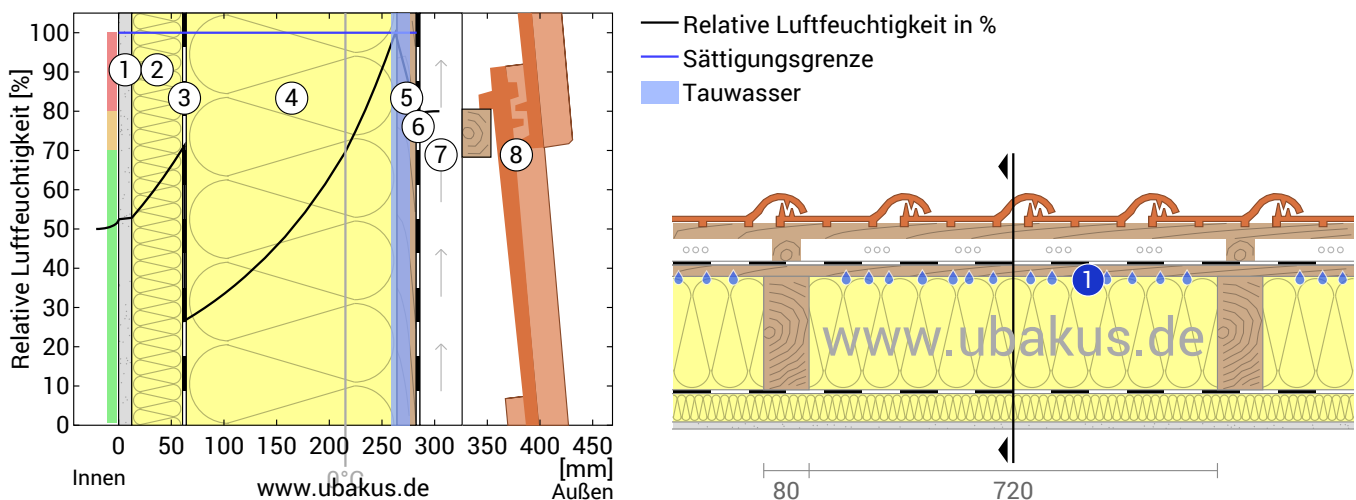 Relative Luftfeuchtigkeit [%]
100
90
80
70
60
50
40
30
20
10
0
1
2
3
4
5
6
7
8
0 50 100 150 200 250 300 350 400 450
[mm]
Innen
0°C
www.ubakus.de
Außen
Relative Luftfeuchtigkeit in %
Sättigungsgrenze
Tauwasser
1
www.ubakus.de
80
720